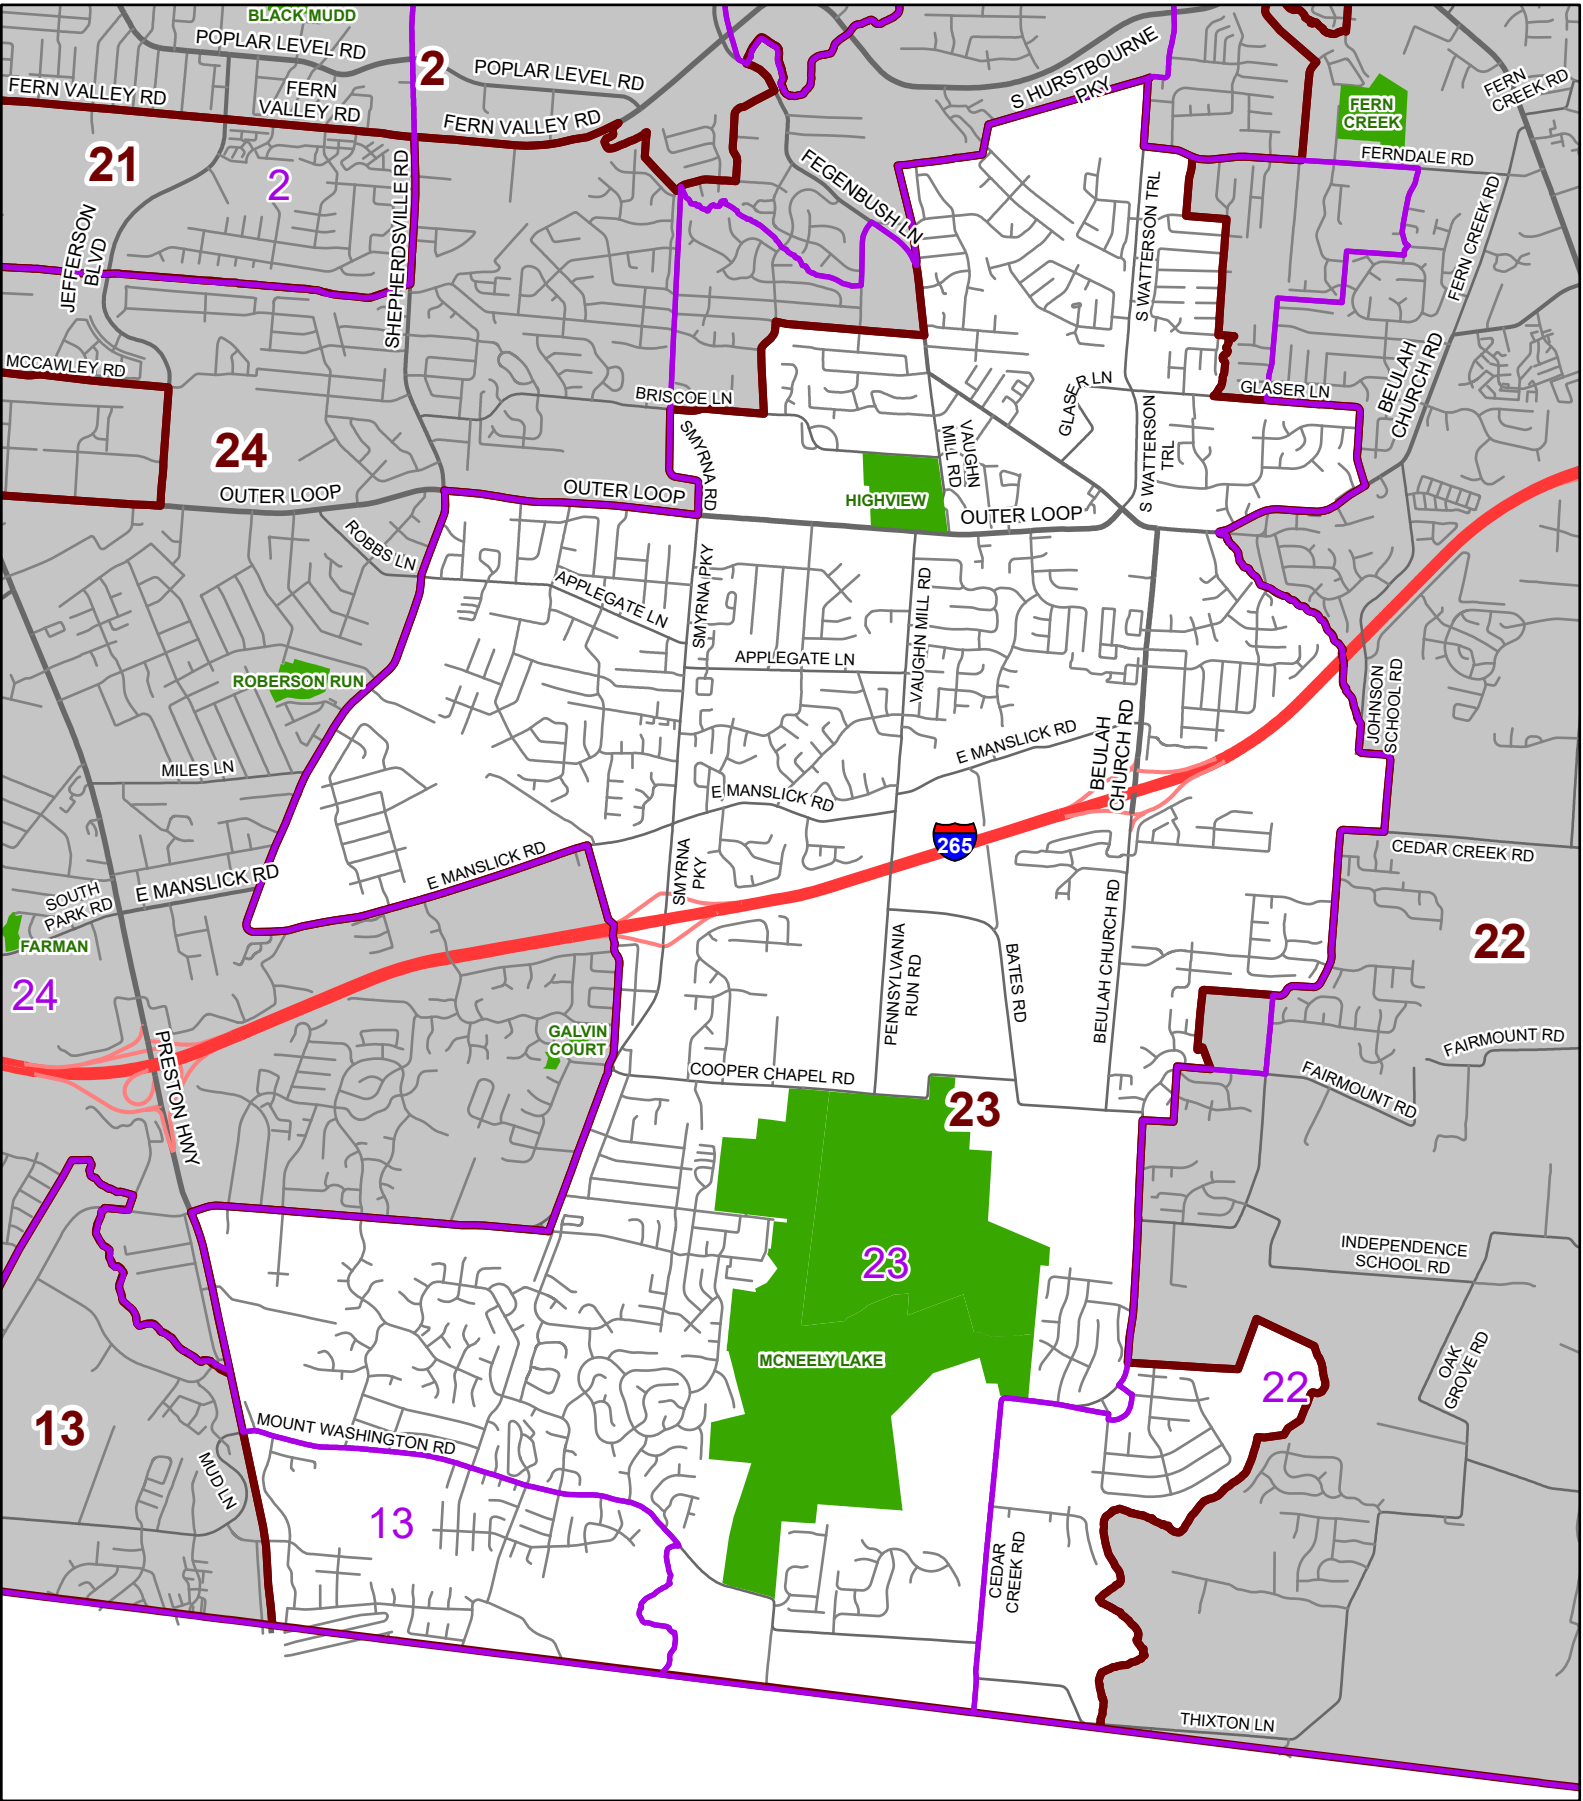 BLACK MUDD
POPLAR LEVEL RD
2
POPLAR LEVEL RD
S HURSTBOURNE
PKY
FERN
CREEK RD
FERN VALLEY RD
FERN
VALLEY RD
FERN VALLEY RD
FERN
CREEK
FERNDALE RD
21
2
SHEPHERDSVILLE RD
FEGENBUSH LN
S WATTERSON TRL
FERN CREEK RD
JEFFERSON
BLVD
MCCAWLEY RD
BRISCOE LN
GLASER LN
GLASER LN
BEULAH
CHURCH RD
24
OUTER LOOP
OUTER LOOP
SMYRNA RD
VAUGHN
MILL RD
S WATTERSON
TRL
HIGHVIEW
OUTER LOOP
ROBBS LN
APPLEGATE LN
SMYRNA PKY
VAUGHN MILL RD
APPLEGATE LN
ROBERSON RUN
JOHNSON
SCHOOL RD
MILES LN
E MANSLICK RD
BEULAH
CHURCH RD
E MANSLICK RD
265
CEDAR CREEK RD
E MANSLICK RD
E MANSLICK RD
SMYRNA
PKY
SOUTH
PARK RD
FARMAN
24
22
PENNSYLVANIA
RUN RD
BATES RD
BEULAH CHURCH RD
GALVIN
COURT
PRESTON HWY
COOPER CHAPEL RD
FAIRMOUNT RD
FAIRMOUNT RD
23
23
INDEPENDENCE
SCHOOL RD
MCNEELY LAKE
OAK
GROVE RD
22
13
MOUNT WASHINGTON RD
MUD LN
13
CEDAR
CREEK RD
THIXTON LN